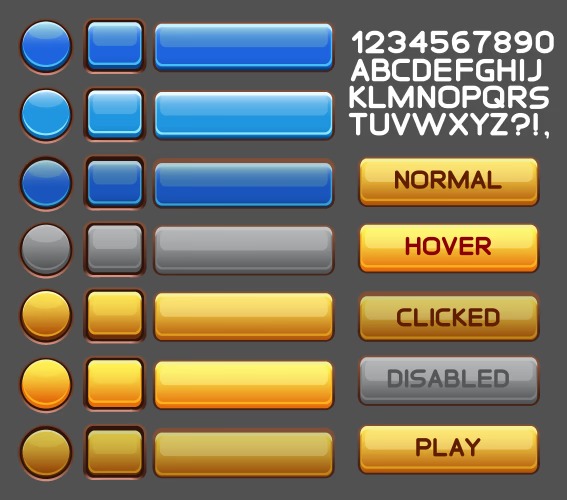 1234567890
ABCDEFGHIJ
KLMNOPQRS
TUVWXYZ?!,
NORMAL
HOVER
CLICKED
DISABLED
PLAY